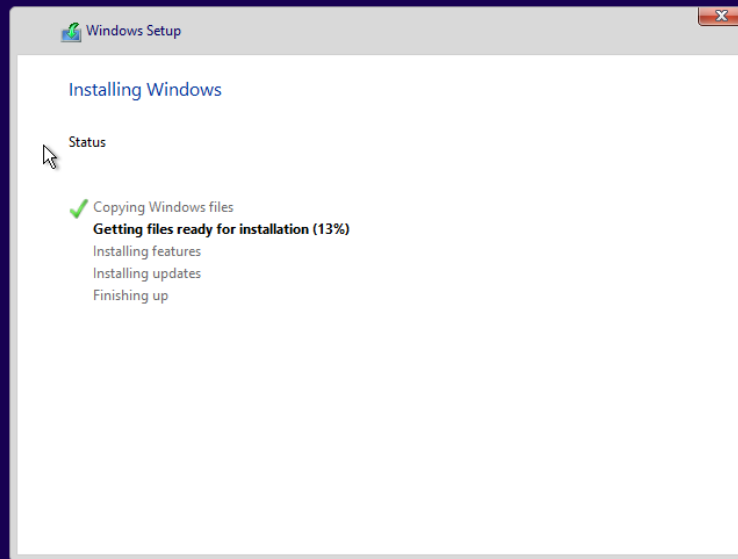 Windows Setup
Installing Windows
Status
Copying Windows files
Getting files ready for installation (13%)
Installing features
Installing updates
Finishing up